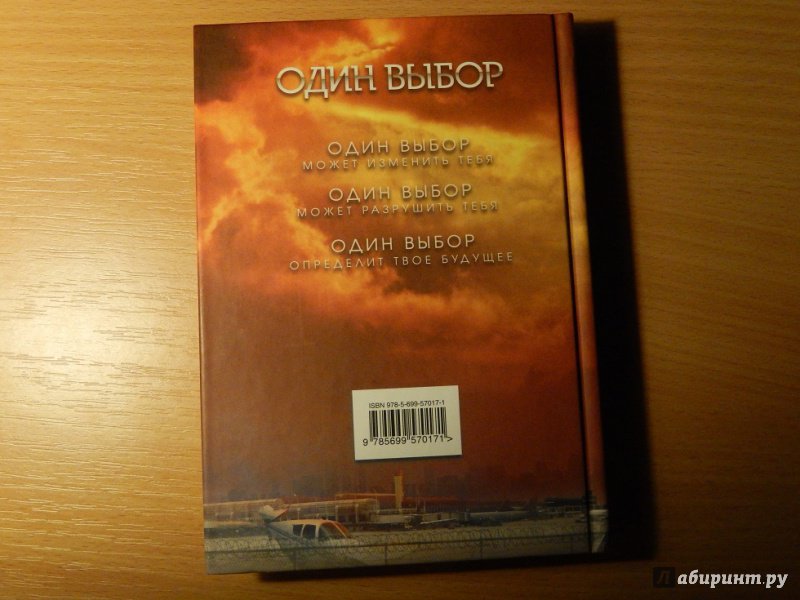 ОДИН ВЫБОР
ОДИН ВЫБОР
МОЖЕТ ИЗМЕНИТЬ ТЕБЯ
ОДИН ВЫБОР
МОЖЕТ РАЗРУШИТЬ ТЕБЯ
ОДИН ВЫБОР
ОПРЕДЕЛИТ ТВОЕ БУДУЩЕЕ
ISBN 978-5-699-57017-1
9 785699 570171 >
Лабиринт.ру